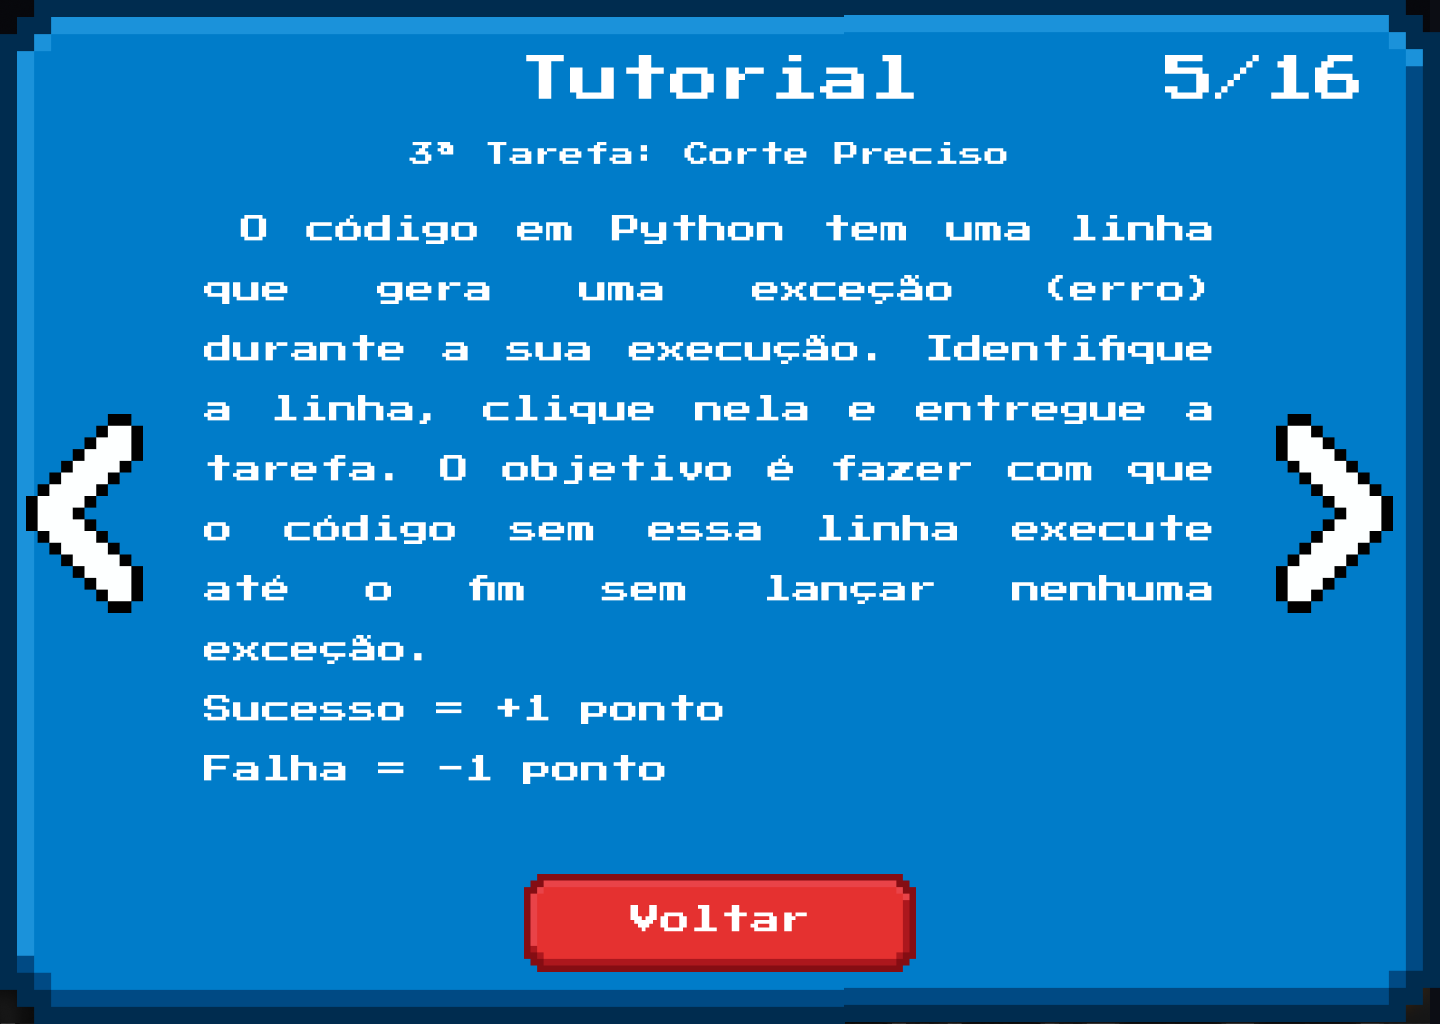 Tutorial
5/16
3ª Tarefa: Corte Preciso
O código em Python tem uma linha
que gera uma exceção (erro)
durante a sua execução. Identifique
a linha, clique nela e entregue a
tarefa. O objetivo é fazer com que
o código sem essa linha execute
até o fim sem lançar nenhuma
exceção.
Sucesso = +1 ponto
Falha = -1 ponto
Voltar